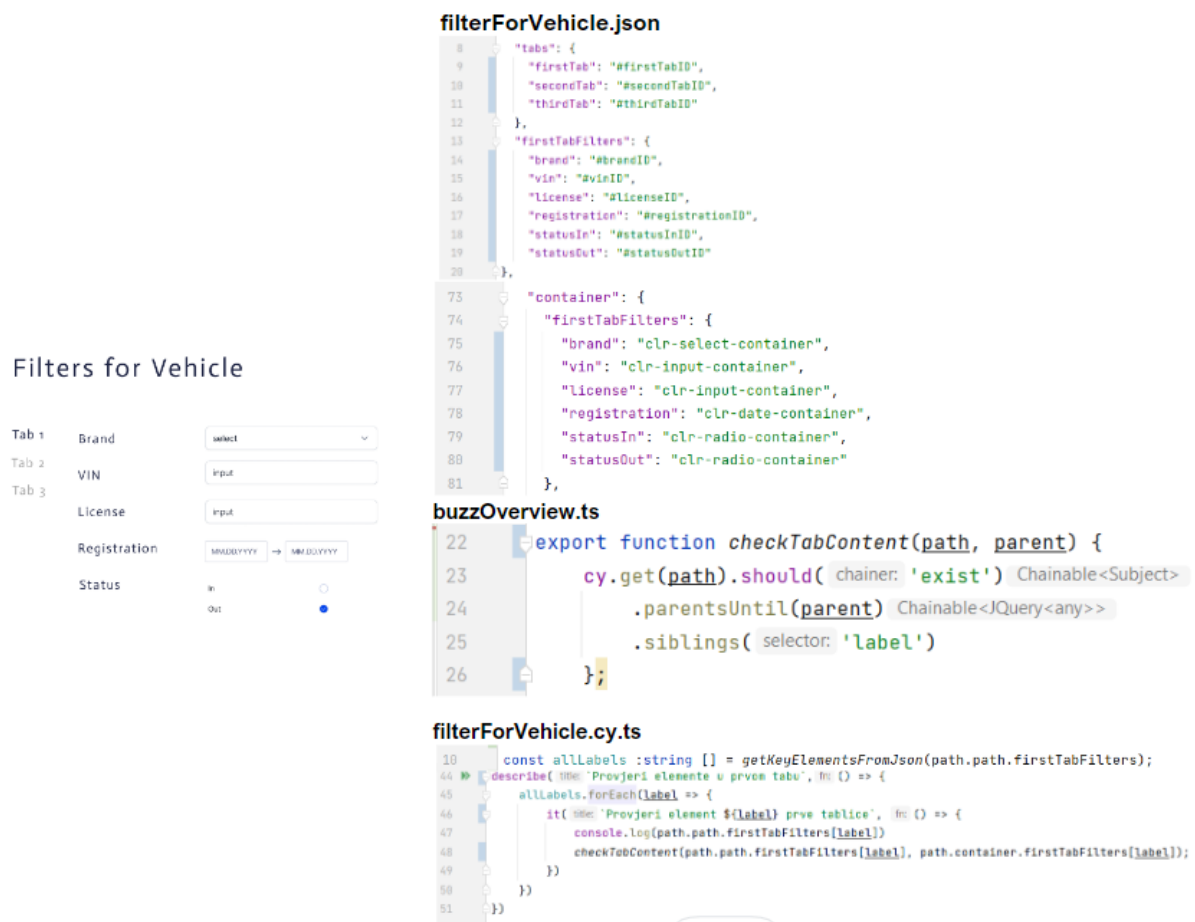 filterForVehicle.json
8 "tabs": {
9 "firstTab": "#firstTabID",
10 "secondTab": "#secondTabID",
11 "thirdTab": "#thirdTabID"
12 },
13 "firstTabFilters": {
14 "brand": "#brandID",
15 "vin": "#vinID",
16 "license": "#licenseID",
17 "registration": "#registrationID",
18 "statusIn": "#statusInID",
19 "statusOut": "#statusOutID"
20 },
73 "container": {
74 "firstTabFilters": {
75 "brand": "clr-select-container",
76 "vin": "clr-input-container",
77 "license": "clr-input-container",
78 "registration": "clr-date-container",
79 "statusIn": "clr-radio-container",
80 "statusOut": "clr-radio-container"
81 },
Filters for Vehicle
Tab 1
Tab 2
Tab 3
Brand select
VIN input
License input
Registration MM.DD.YYYY → MM.DD.YYYY
Status In
Out
buzzOverview.ts
22 export function checkTabContent(path, parent) {
23 cy.get(path).should( chainer: 'exist') Chainable<Subject>
24 .parentsUntil(parent) Chainable<JQuery<any>>
25 .siblings( selector: 'label')
26 };
filterForVehicle.cy.ts
10 const allLabels :string [] = getKeyElementsFromJson(path.path.firstTabFilters);
44 describe( title: `Provjeri elemente u prvom tabu`, fn: () => {
45 allLabels.forEach(label => {
46 it( title: `Provjeri element ${label} prve tablice`, fn: () => {
47 console.log(path.path.firstTabFilters[label])
48 checkTabContent(path.path.firstTabFilters[label], path.container.firstTabFilters[label]);
49 })
50 })
51 })